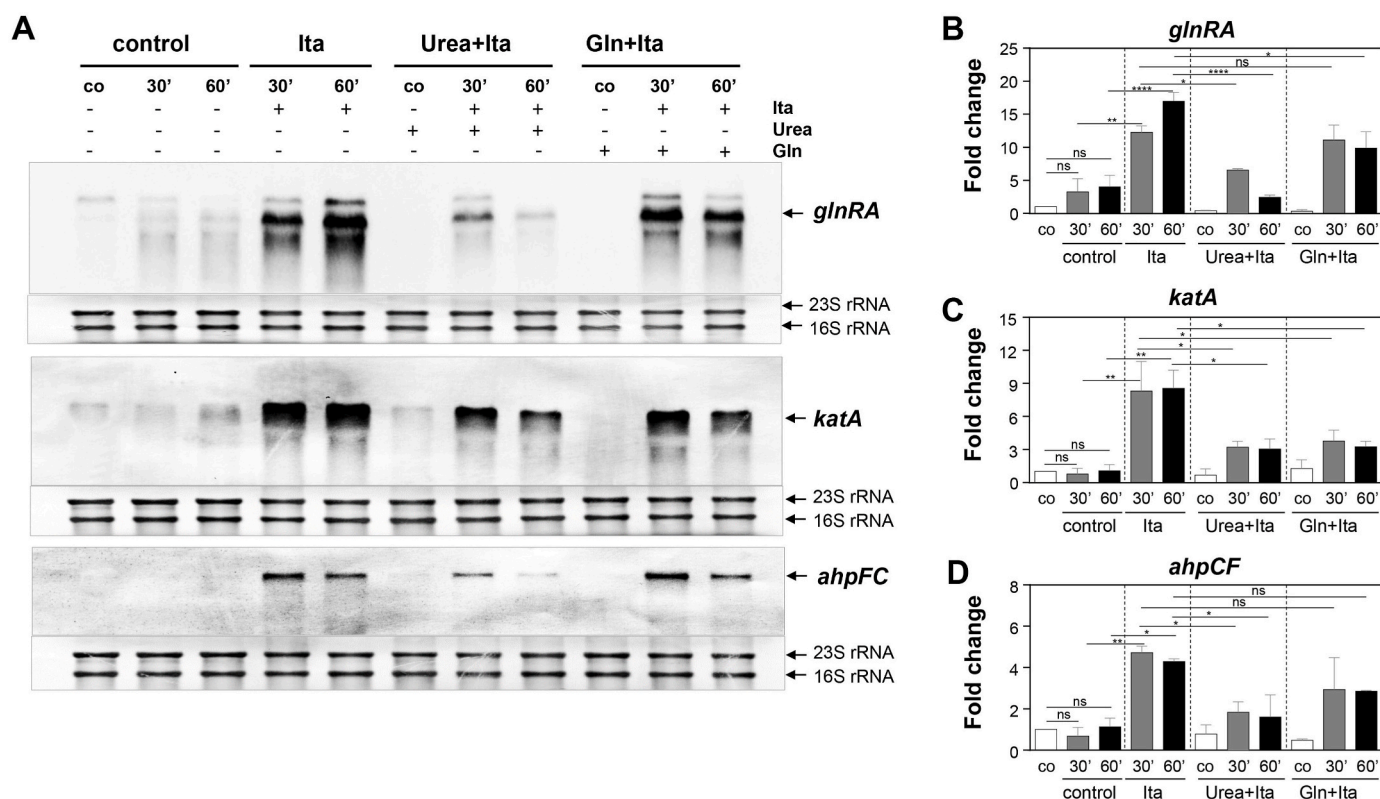 A
control Ita Urea+Ita Gln+Ita
co 30’ 60’ 30’ 60’ co 30’ 60’ co 30’ 60’
- - - + + - + + - + + Ita
- - - - - + + + - - - Urea
- - - - - - - - + + + Gln
glnRA
23S rRNA
16S rRNA
katA
23S rRNA
16S rRNA
ahpFC
23S rRNA
16S rRNA
B
glnRA
Fold change
25
20
15
10
5
0
*
ns
****
*
****
**
ns
ns
co 30’ 60’ 30’ 60’ co 30’ 60’ co 30’ 60’
control Ita Urea+Ita Gln+Ita
C
katA
Fold change
15
12
9
6
3
0
*
*
*
**
*
**
ns
ns
co 30’ 60’ 30’ 60’ co 30’ 60’ co 30’ 60’
control Ita Urea+Ita Gln+Ita
D
ahpCF
Fold change
8
6
4
2
0
ns
ns
*
*
*
**
ns
ns
co 30’ 60’ 30’ 60’ co 30’ 60’ co 30’ 60’
control Ita Urea+Ita Gln+Ita